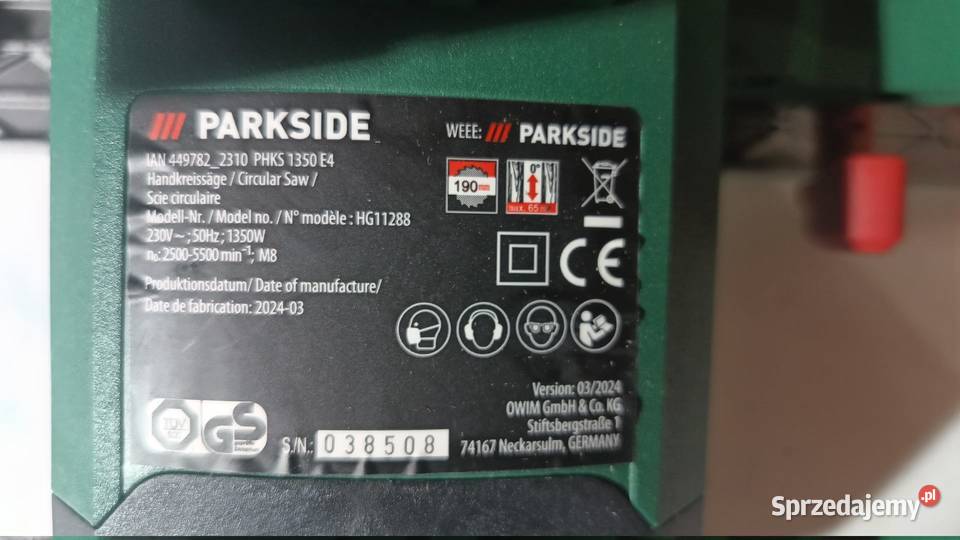 PARKSIDE
WEEE: PARKSIDE
IAN 449782_2310 PHKS 1350 E4
Handkreissäge / Circular Saw /
Scie circulaire
Modell-Nr. / Model no. / N° modèle : HG11288
230V ~ ; 50Hz ; 1350W
n₀: 2500-5500 min⁻¹; M8
190mm
0°
max. 65
Produktionsdatum/ Date of manufacture/
Date de fabrication: 2024-03
CE
Version: 03/2024
OWIM GmbH & Co. KG
Stiftsbergstraße 1
74167 Neckarsulm, GERMANY
TÜV
GS
S./N.: 038508
Sprzedajemy.pl